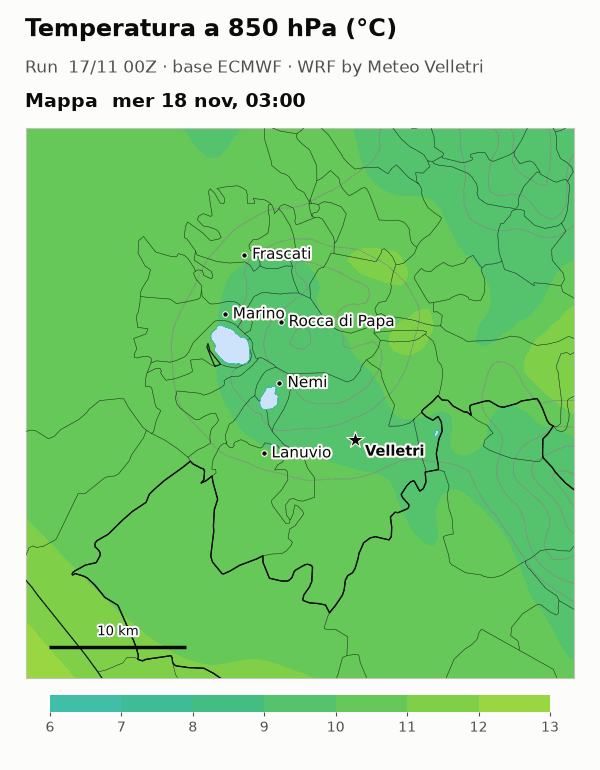 Temperatura a 850 hPa (°C)
Run  17/11 00Z · base ECMWF · WRF by Meteo Velletri
Mappa  mer 18 nov, 03:00
Frascati
Marino
Rocca di Papa
Nemi
Velletri
Lanuvio
10 km
6 7 8 9 10 11 12 13